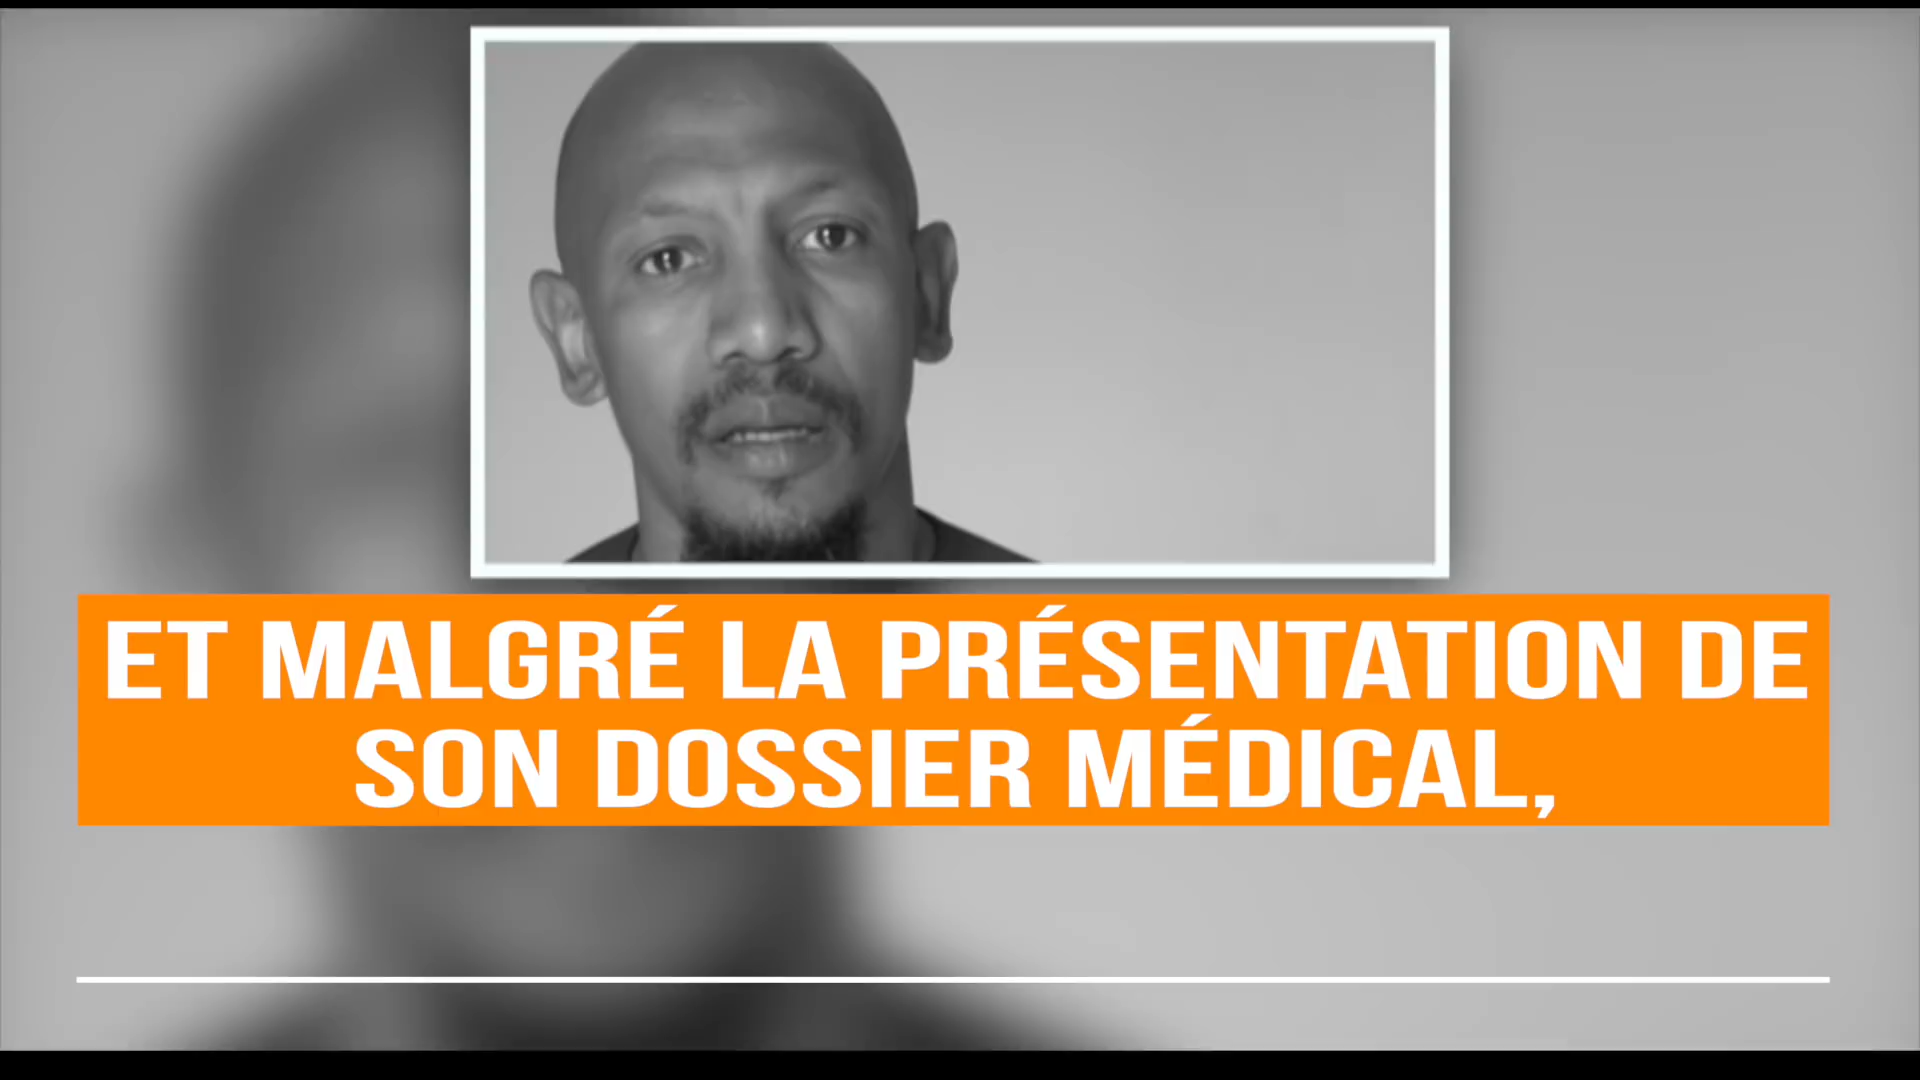 ET MALGRÉ LA PRÉSENTATION DE
SON DOSSIER MÉDICAL,